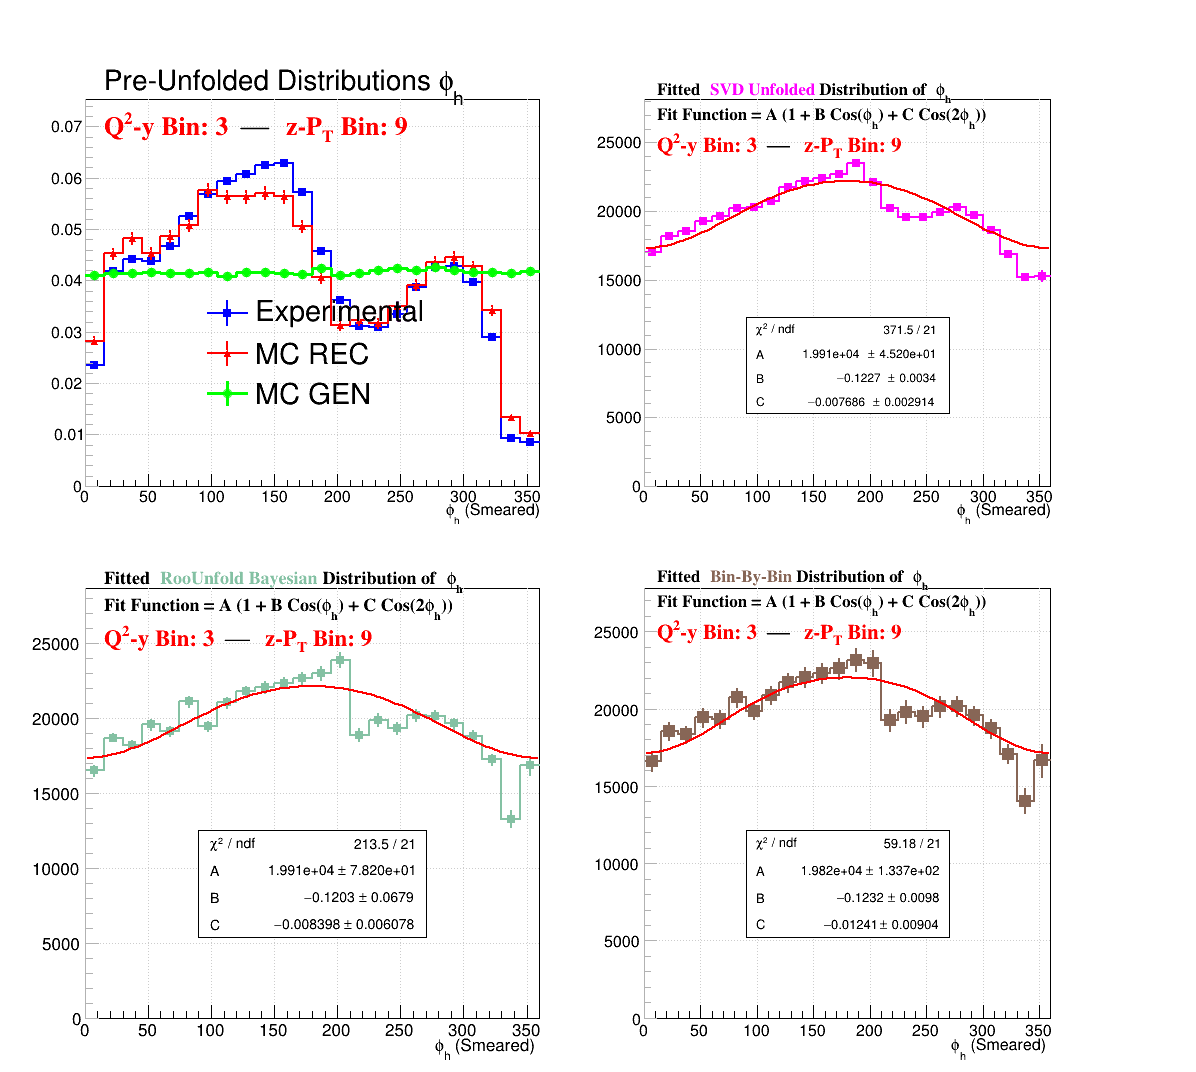 Pre-Unfolded Distributions ϕh
Q2-y Bin: 3 — z-PT Bin: 9
0.07
0.06
0.05
0.04
0.03
0.02
0.01
0
Experimental
MC REC
MC GEN
0 50 100 150 200 250 300 350
ϕh (Smeared)
Fitted SVD Unfolded Distribution of ϕh
Fit Function = A (1 + B Cos(ϕh) + C Cos(2ϕh))
Q2-y Bin: 3 — z-PT Bin: 9
25000
20000
15000
10000
5000
0
χ2 / ndf 371.5 / 21
A 1.991e+04 ± 4.520e+01
B −0.1227 ± 0.0034
C −0.007686 ± 0.002914
0 50 100 150 200 250 300 350
ϕh (Smeared)
Fitted RooUnfold Bayesian Distribution of ϕh
Fit Function = A (1 + B Cos(ϕh) + C Cos(2ϕh))
Q2-y Bin: 3 — z-PT Bin: 9
25000
20000
15000
10000
5000
0
χ2 / ndf 213.5 / 21
A 1.991e+04 ± 7.820e+01
B −0.1203 ± 0.0679
C −0.008398 ± 0.006078
0 50 100 150 200 250 300 350
ϕh (Smeared)
Fitted Bin-By-Bin Distribution of ϕh
Fit Function = A (1 + B Cos(ϕh) + C Cos(2ϕh))
Q2-y Bin: 3 — z-PT Bin: 9
25000
20000
15000
10000
5000
0
χ2 / ndf 59.18 / 21
A 1.982e+04 ± 1.337e+02
B −0.1232 ± 0.0098
C −0.01241 ± 0.00904
0 50 100 150 200 250 300 350
ϕh (Smeared)